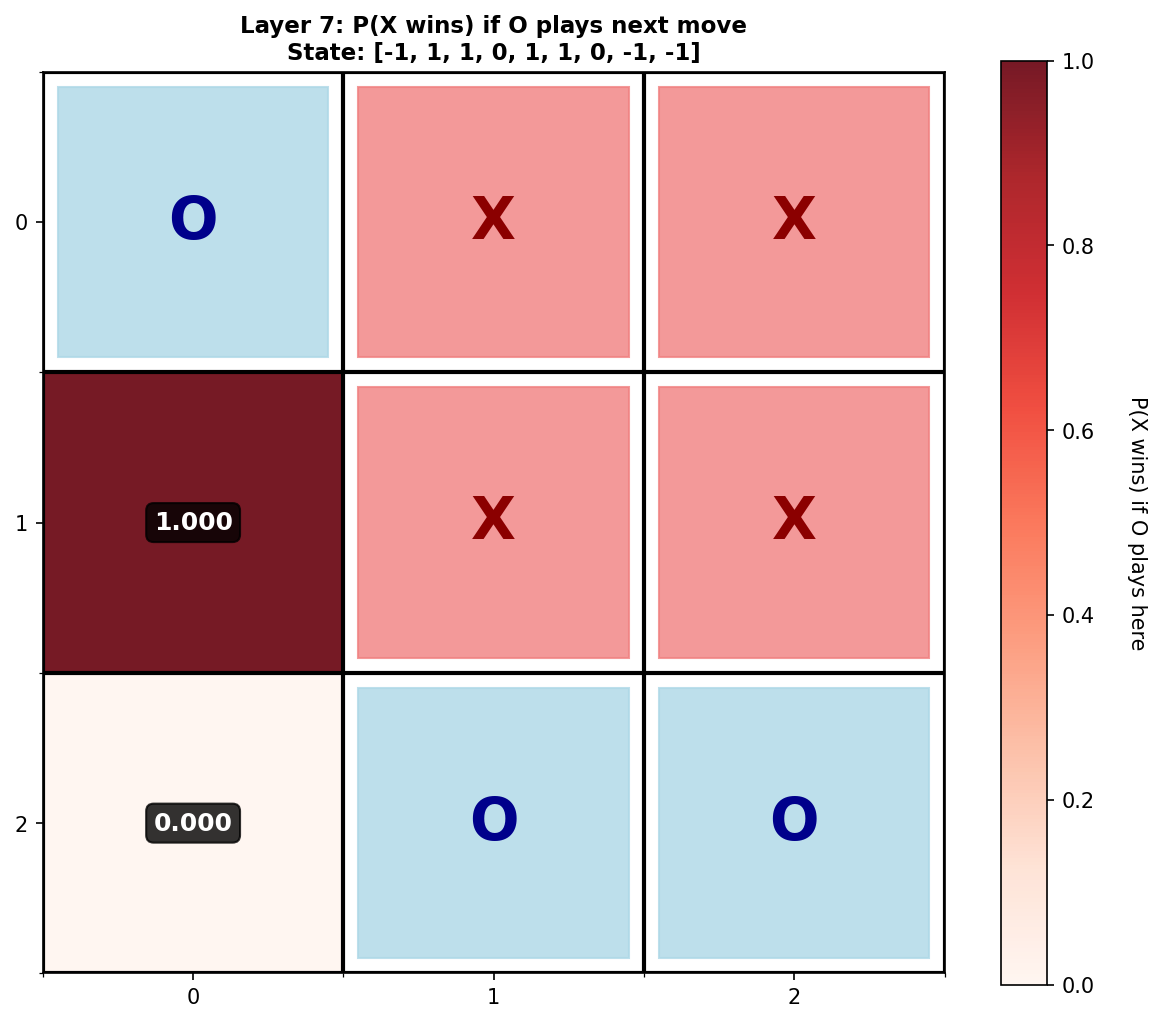 Layer 7: P(X wins) if O plays next move
State: [-1, 1, 1, 0, 1, 1, 0, -1, -1]
0
O
X
X
1
1.000
X
X
2
0.000
O
O
0
1
2
1.0
0.8
0.6
0.4
0.2
0.0
P(X wins) if O plays here